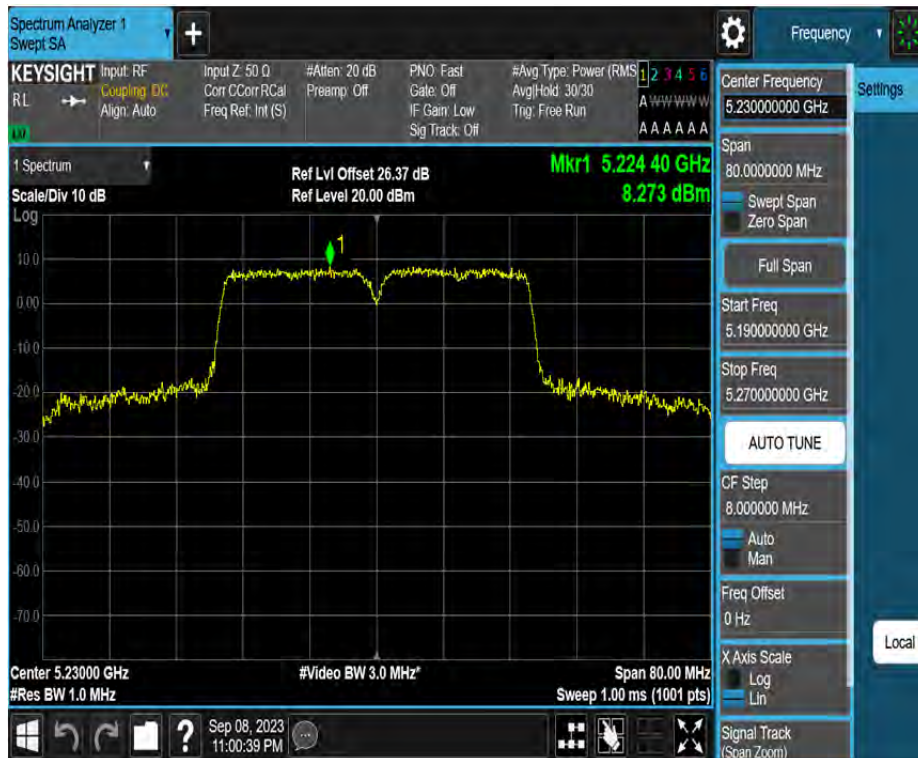 Spectrum Analyzer 1
Swept SA
Frequency
KEYSIGHT
RL
Input: RF
Coupling: DC
Align: Auto
Input Z: 50 Ω
Corr CCorr RCal
Freq Ref: Int (S)
#Atten: 20 dB
Preamp: Off
PNO: Fast
Gate: Off
IF Gain: Low
Sig Track: Off
#Avg Type: Power (RMS
Avg|Hold: 30/30
Trig: Free Run
1 2 3 4 5 6
A W W W W W
A A A A A A
1 Spectrum
Scale/Div 10 dB
Log
Ref Lvl Offset 26.37 dB
Ref Level 20.00 dBm
Mkr1 5.224 40 GHz
8.273 dBm
1
10.0
0.00
-10.0
-20.0
-30.0
-40.0
-50.0
-60.0
-70.0
Center 5.23000 GHz
#Res BW 1.0 MHz
#Video BW 3.0 MHz*
Span 80.00 MHz
Sweep 1.00 ms (1001 pts)
Sep 08, 2023
11:00:39 PM
Center Frequency
5.230000000 GHz
Span
80.0000000 MHz
Swept Span
Zero Span
Full Span
Start Freq
5.190000000 GHz
Stop Freq
5.270000000 GHz
AUTO TUNE
CF Step
8.000000 MHz
Auto
Man
Freq Offset
0 Hz
X Axis Scale
Log
Lin
Signal Track
(Span Zoom)
Settings
Local